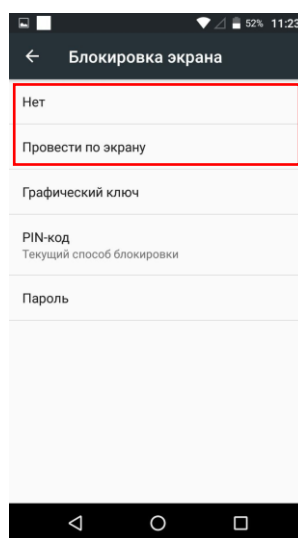 52% 11:23
Блокировка экрана
Нет
Провести по экрану
Графический ключ
PIN-код
Текущий способ блокировки
Пароль